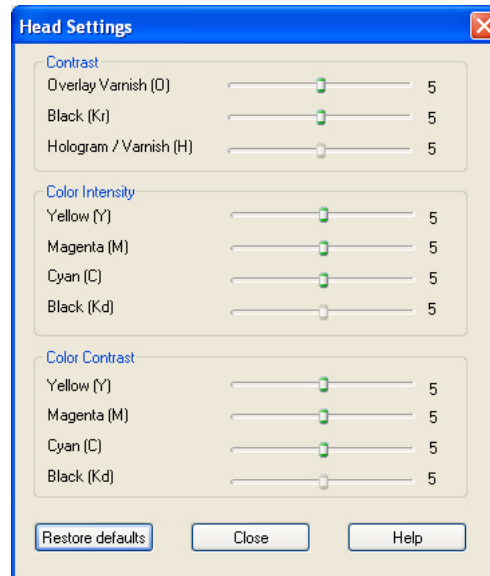 Head Settings
Contrast
Overlay Varnish (O) 5
Black (Kr) 5
Hologram / Varnish (H) 5
Color Intensity
Yellow (Y) 5
Magenta (M) 5
Cyan (C) 5
Black (Kd) 5
Color Contrast
Yellow (Y) 5
Magenta (M) 5
Cyan (C) 5
Black (Kd) 5
Restore defaults Close Help